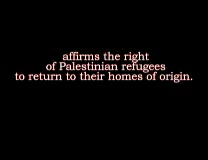 affirms the right
of Palestinian refugees
to return to their homes of origin.